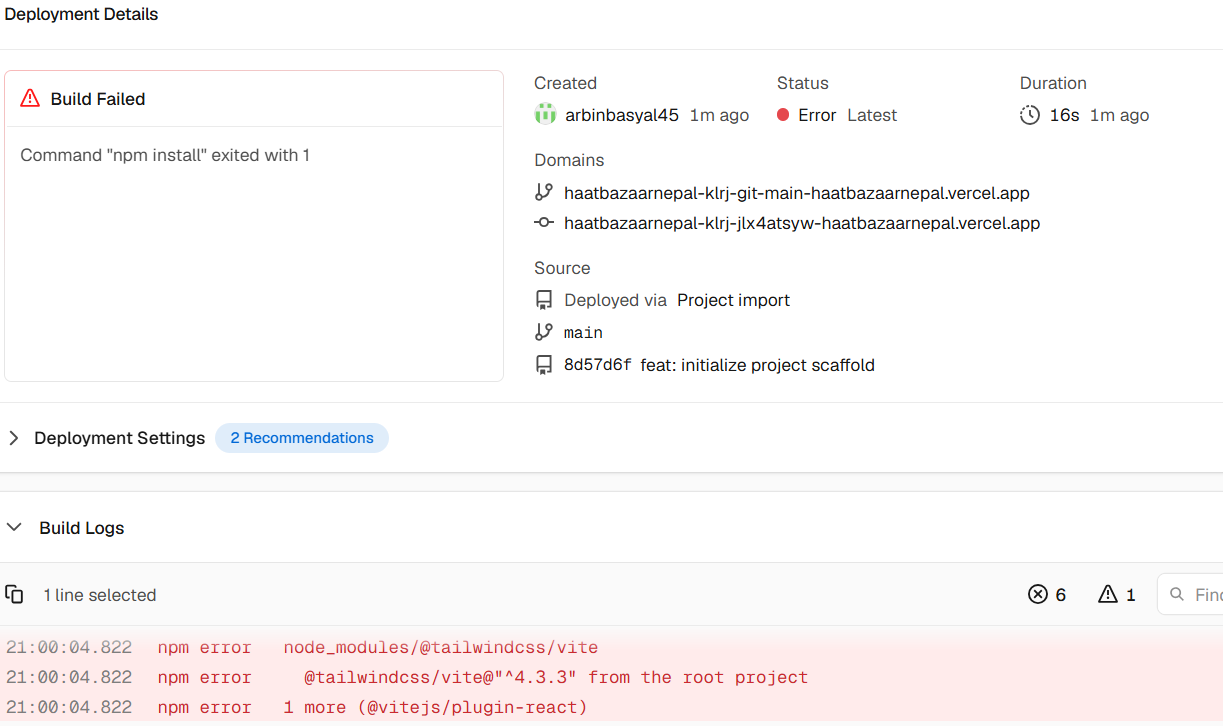 Deployment Details
Build Failed
Command "npm install" exited with 1
Created
arbinbasyal45 1m ago
Status
Error Latest
Duration
16s 1m ago
Domains
haatbazaarnepal-klrj-git-main-haatbazaarnepal.vercel.app
haatbazaarnepal-klrj-jlx4atsyw-haatbazaarnepal.vercel.app
Source
Deployed via Project import
main
8d57d6f feat: initialize project scaffold
Deployment Settings 2 Recommendations
Build Logs
1 line selected 6 1 Find
21:00:04.822 npm error node_modules/@tailwindcss/vite
21:00:04.822 npm error @tailwindcss/vite@"^4.3.3" from the root project
21:00:04.822 npm error 1 more (@vitejs/plugin-react)